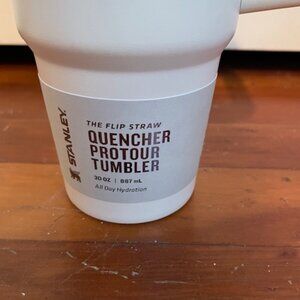 STANLEY.
THE FLIP STRAW
QUENCHER
PROTOUR
TUMBLER
30 OZ | 887 mL
All Day Hydration